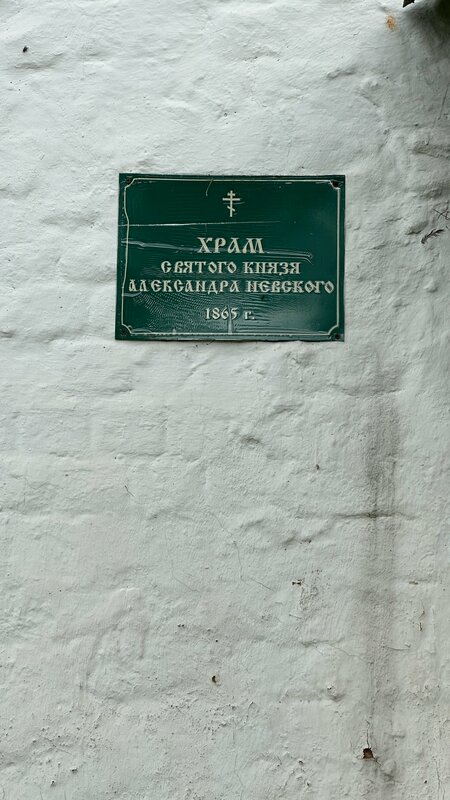 ХРАМ
СВЯТОГО КНЯЗЯ
АЛЕКСАНДРА НЕВСКОГО
1865 г.